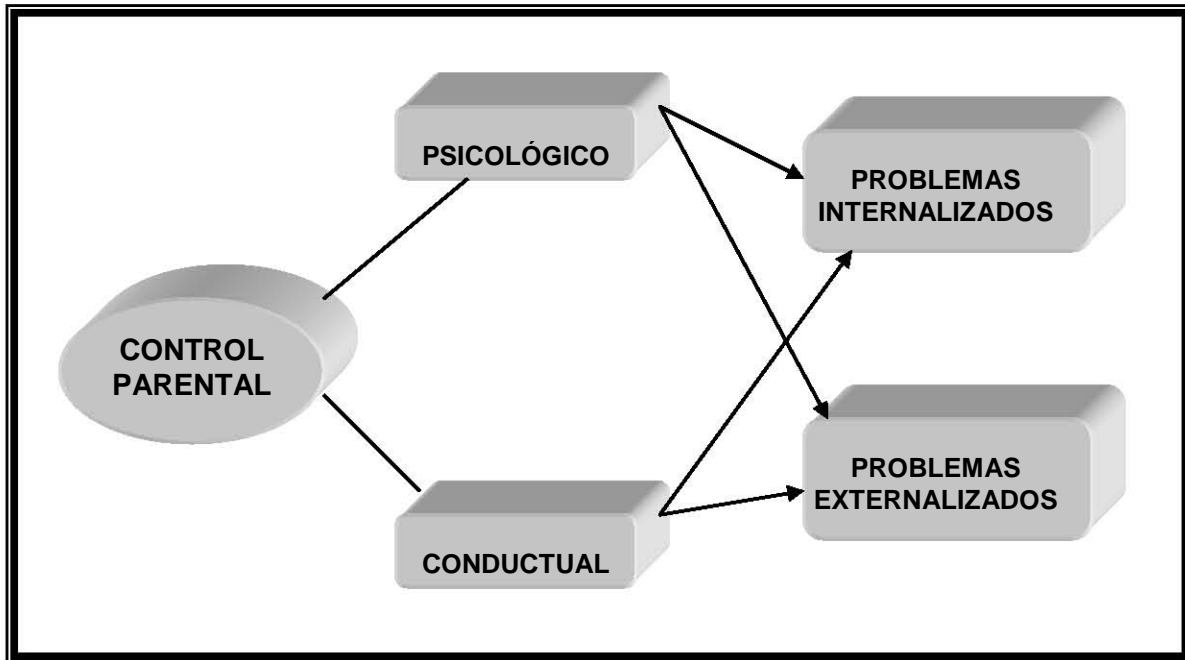 PSICOLÓGICO
PROBLEMAS
INTERNALIZADOS
CONTROL
PARENTAL
PROBLEMAS
EXTERNALIZADOS
CONDUCTUAL